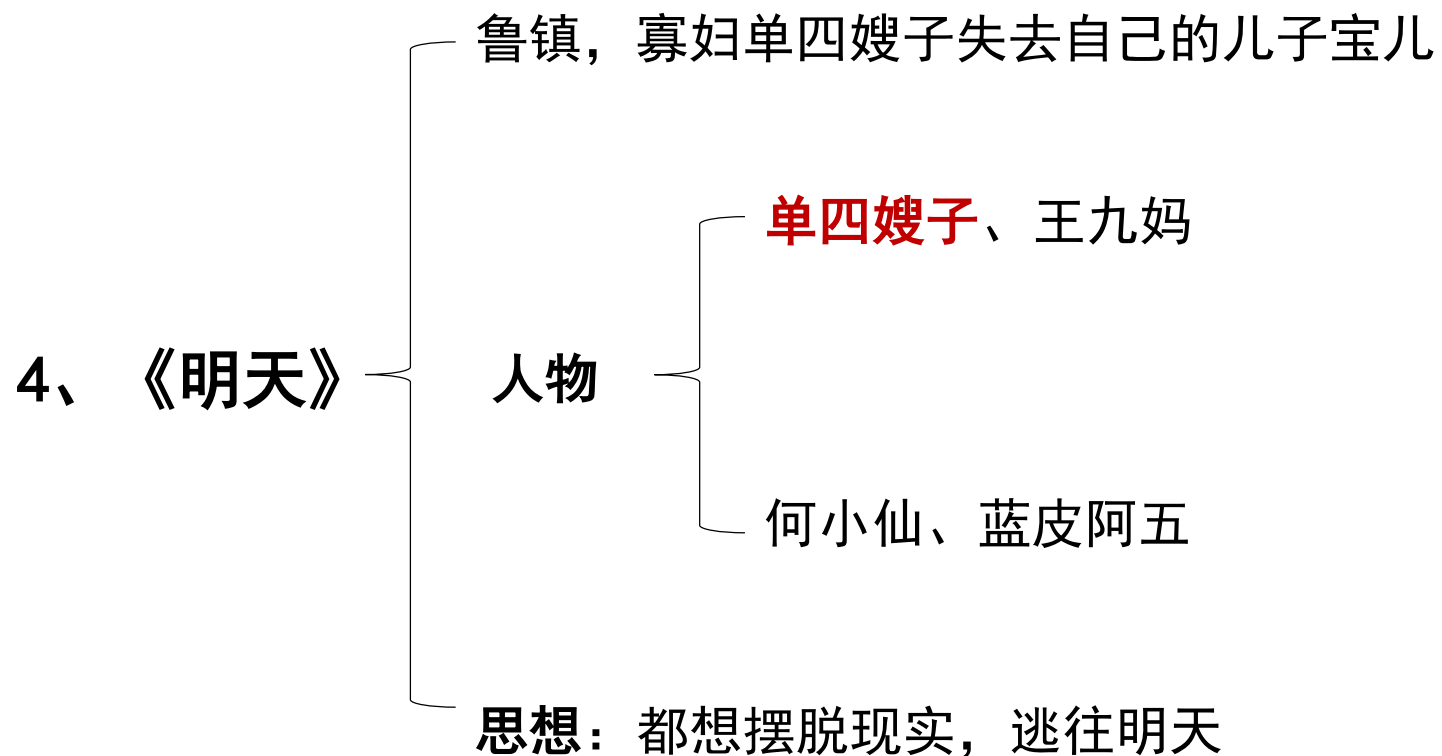 鲁镇，寡妇单四嫂子失去自己的儿子宝儿
单四嫂子、王九妈
4、《明天》
人物
何小仙、蓝皮阿五
思想：都想摆脱现实，逃往明天